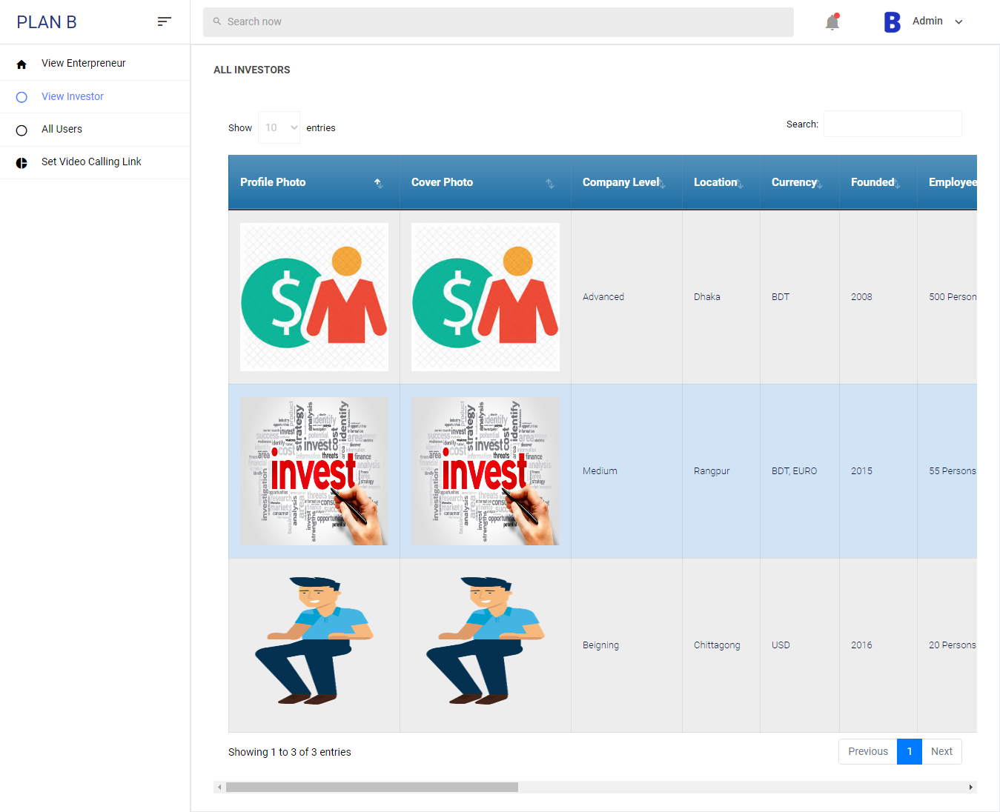 PLAN B
Search now
B
Admin
View Enterpreneur
View Investor
All Users
Set Video Calling Link
ALL INVESTORS
Show 10 entries
Search:
Profile Photo Cover Photo Company Level Location Currency Founded Employee
$ $ Advanced Dhaka BDT 2008 500 Person
invest invest Medium Rangpur BDT, EURO 2015 55 Persons
Beigning Chittagong USD 2016 20 Persons
Showing 1 to 3 of 3 entries
Previous 1 Next